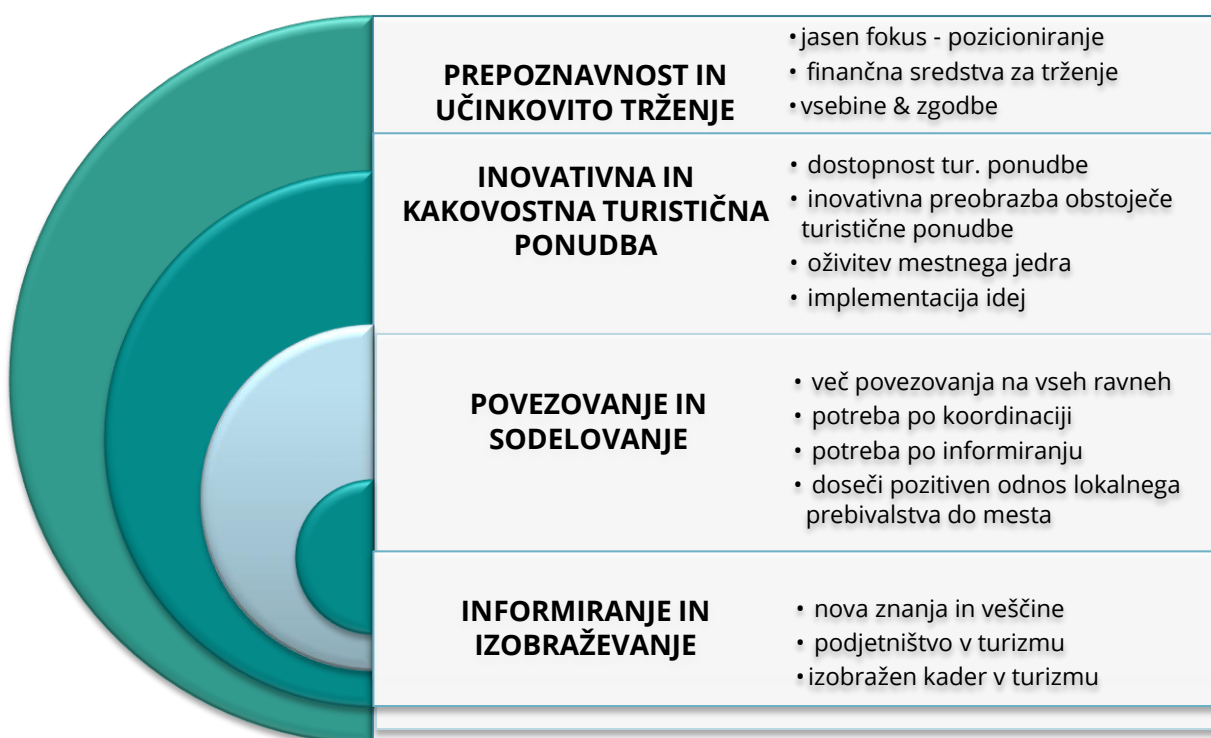 PREPOZNAVNOST IN
UČINKOVITO TRŽENJE
•jasen fokus - pozicioniranje
• finančna sredstva za trženje
•vsebine & zgodbe
INOVATIVNA IN
KAKOVOSTNA TURISTIČNA
PONUDBA
• dostopnost tur. ponudbe
• inovativna preobrazba obstoječe
turistične ponudbe
• oživitev mestnega jedra
• implementacija idej
POVEZOVANJE IN
SODELOVANJE
• več povezovanja na vseh ravneh
• potreba po koordinaciji
• potreba po informiranju
• doseči pozitiven odnos lokalnega
prebivalstva do mesta
INFORMIRANJE IN
IZOBRAŽEVANJE
• nova znanja in veščine
• podjetništvo v turizmu
•izobražen kader v turizmu